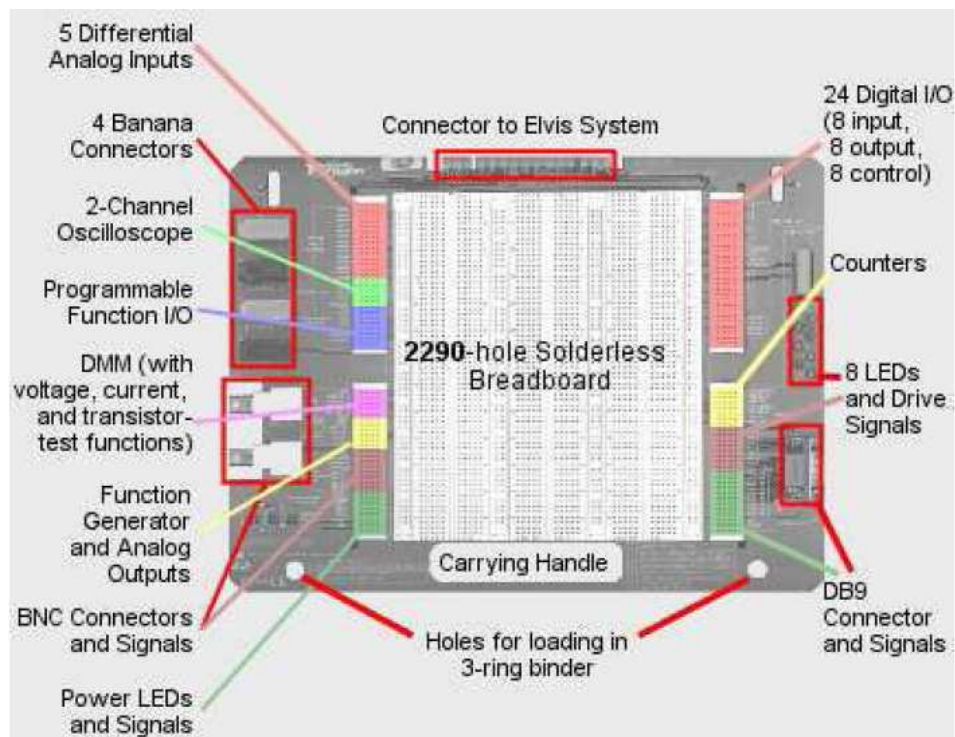 5 Differential
Analog Inputs
4 Banana
Connectors
2-Channel
Oscilloscope
Programmable
Function I/O
DMM (with
voltage, current,
and transistor-
test functions)
Function
Generator
and Analog
Outputs
BNC Connectors
and Signals
Power LEDs
and Signals
Connector to Elvis System
2290-hole Solderless
Breadboard
Carrying Handle
Holes for loading in
3-ring binder
24 Digital I/O
(8 input,
8 output,
8 control)
Counters
8 LEDs
and Drive
Signals
DB9
Connector
and Signals